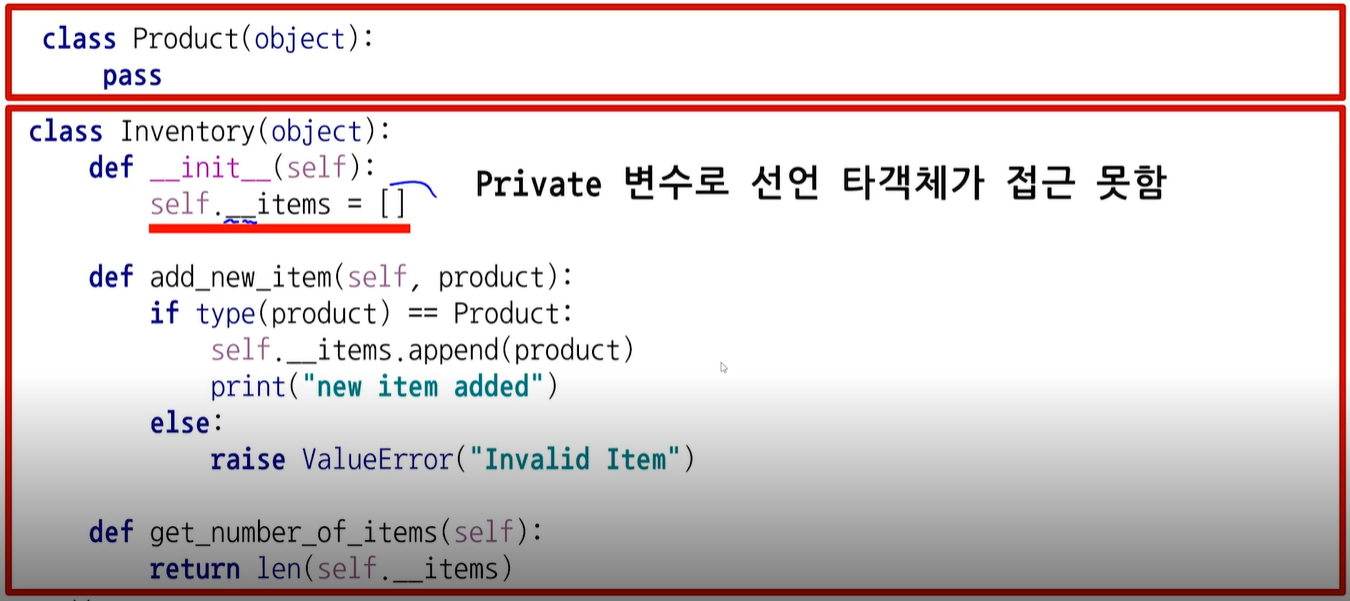 class Product(object):
    pass
class Inventory(object):
    def __init__(self):
        self.__items = []
Private 변수로 선언 타객체가 접근 못함
    def add_new_item(self, product):
        if type(product) == Product:
            self.__items.append(product)
            print("new item added")
        else:
            raise ValueError("Invalid Item")
    def get_number_of_items(self):
        return len(self.__items)